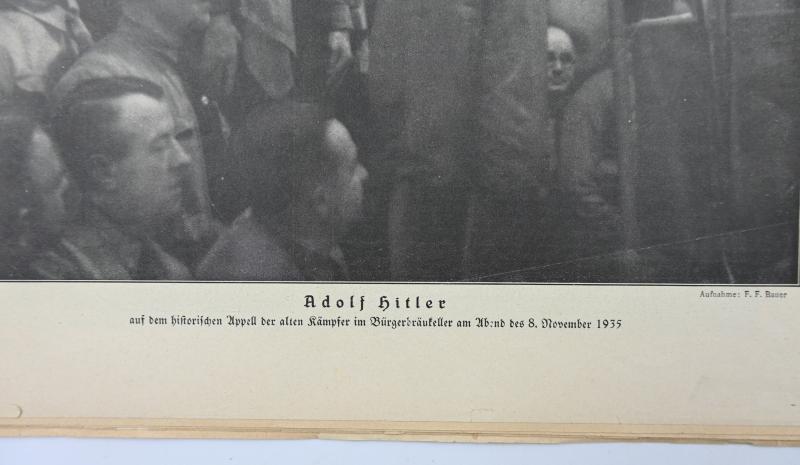 Aufnahme: F. F. Bauer
Adolf Hitler
auf dem historischen Appell der alten Kämpfer im Bürgerbräukeller am Abend des 8. November 1935